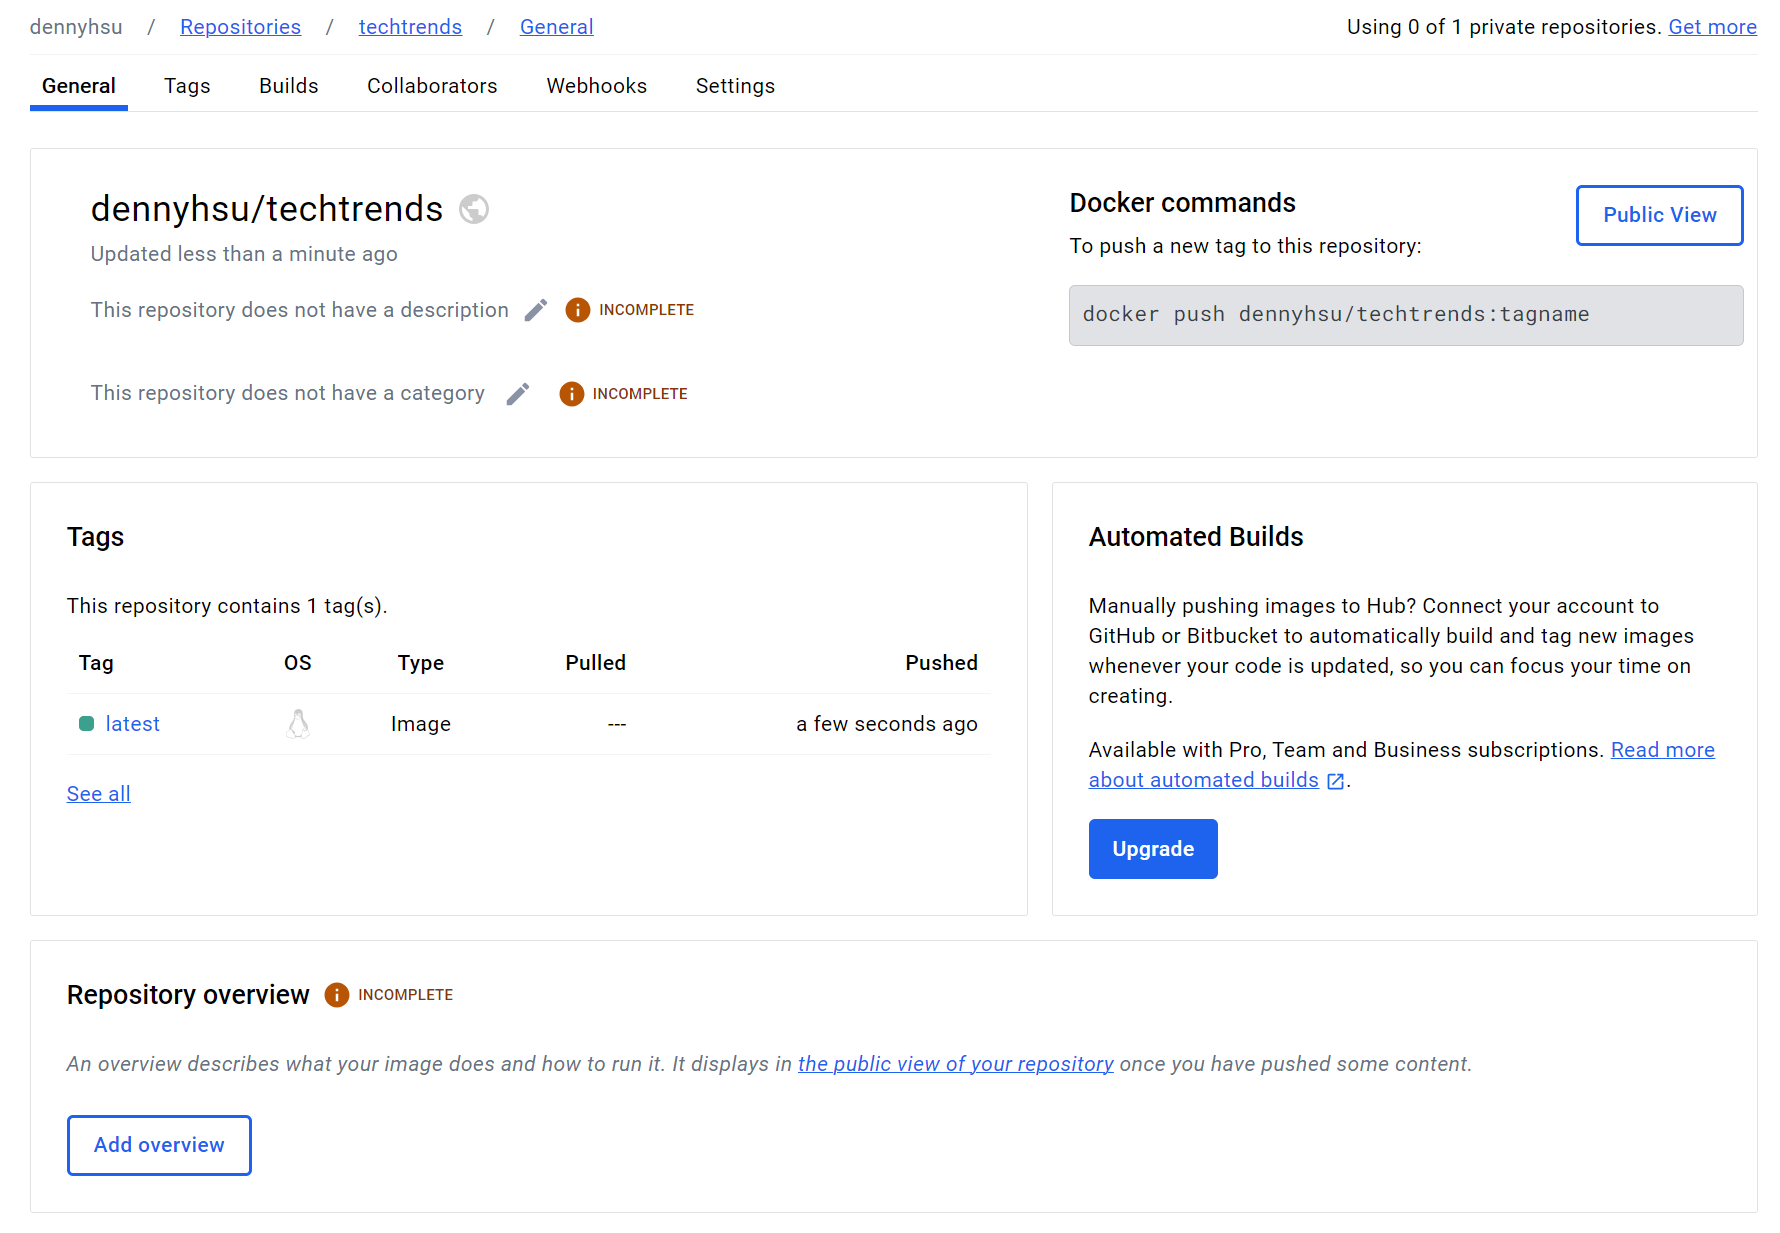 dennyhsu / Repositories / techtrends / General
Using 0 of 1 private repositories. Get more
General Tags Builds Collaborators Webhooks Settings
dennyhsu/techtrends
Updated less than a minute ago
This repository does not have a description INCOMPLETE
This repository does not have a category INCOMPLETE
Docker commands
Public View
To push a new tag to this repository:
docker push dennyhsu/techtrends:tagname
Tags
This repository contains 1 tag(s).
Tag OS Type Pulled Pushed
latest Image --- a few seconds ago
See all
Automated Builds
Manually pushing images to Hub? Connect your account to
GitHub or Bitbucket to automatically build and tag new images
whenever your code is updated, so you can focus your time on
creating.
Available with Pro, Team and Business subscriptions. Read more
about automated builds .
Upgrade
Repository overview INCOMPLETE
An overview describes what your image does and how to run it. It displays in the public view of your repository once you have pushed some content.
Add overview